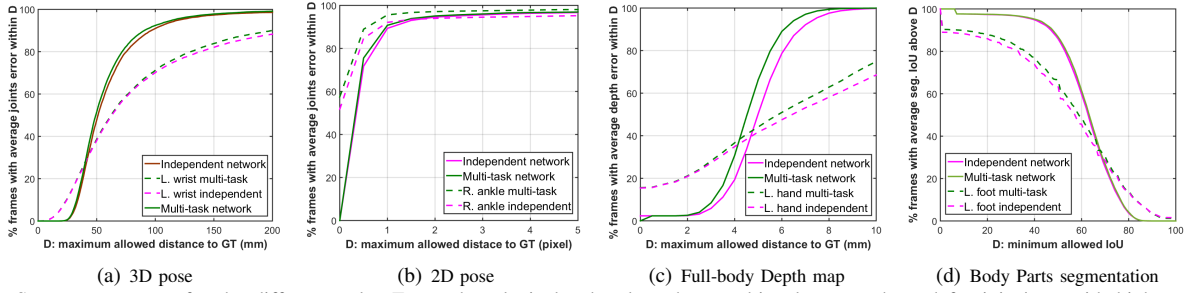 % frames with average joints error within D
100
80
60
40
20
0
0
50
100
150
200
Independent network
L. wrist multi-task
L. wrist independent
Multi-task network
D: maximum allowed distance to GT (mm)
(a) 3D pose
% frames with average joints error within D
100
80
60
40
20
0
0
1
2
3
4
5
Independent network
Multi-task network
R. ankle multi-task
R. ankle independent
D: maximum allowed distace to GT (pixel)
(b) 2D pose
% frames with average depth error within D
100
80
60
40
20
0
0
2
4
6
8
10
Independent network
Multi-task network
L. hand multi-task
L. hand independent
D: maximum allowed distance to GT (mm)
(c) Full-body Depth map
% frames with average seg. IoU above D
100
80
60
40
20
0
0
20
40
60
80
100
Independent network
Multi-task network
L. foot multi-task
L. foot independent
D: minimum allowed IoU
(d) Body Parts segmentation